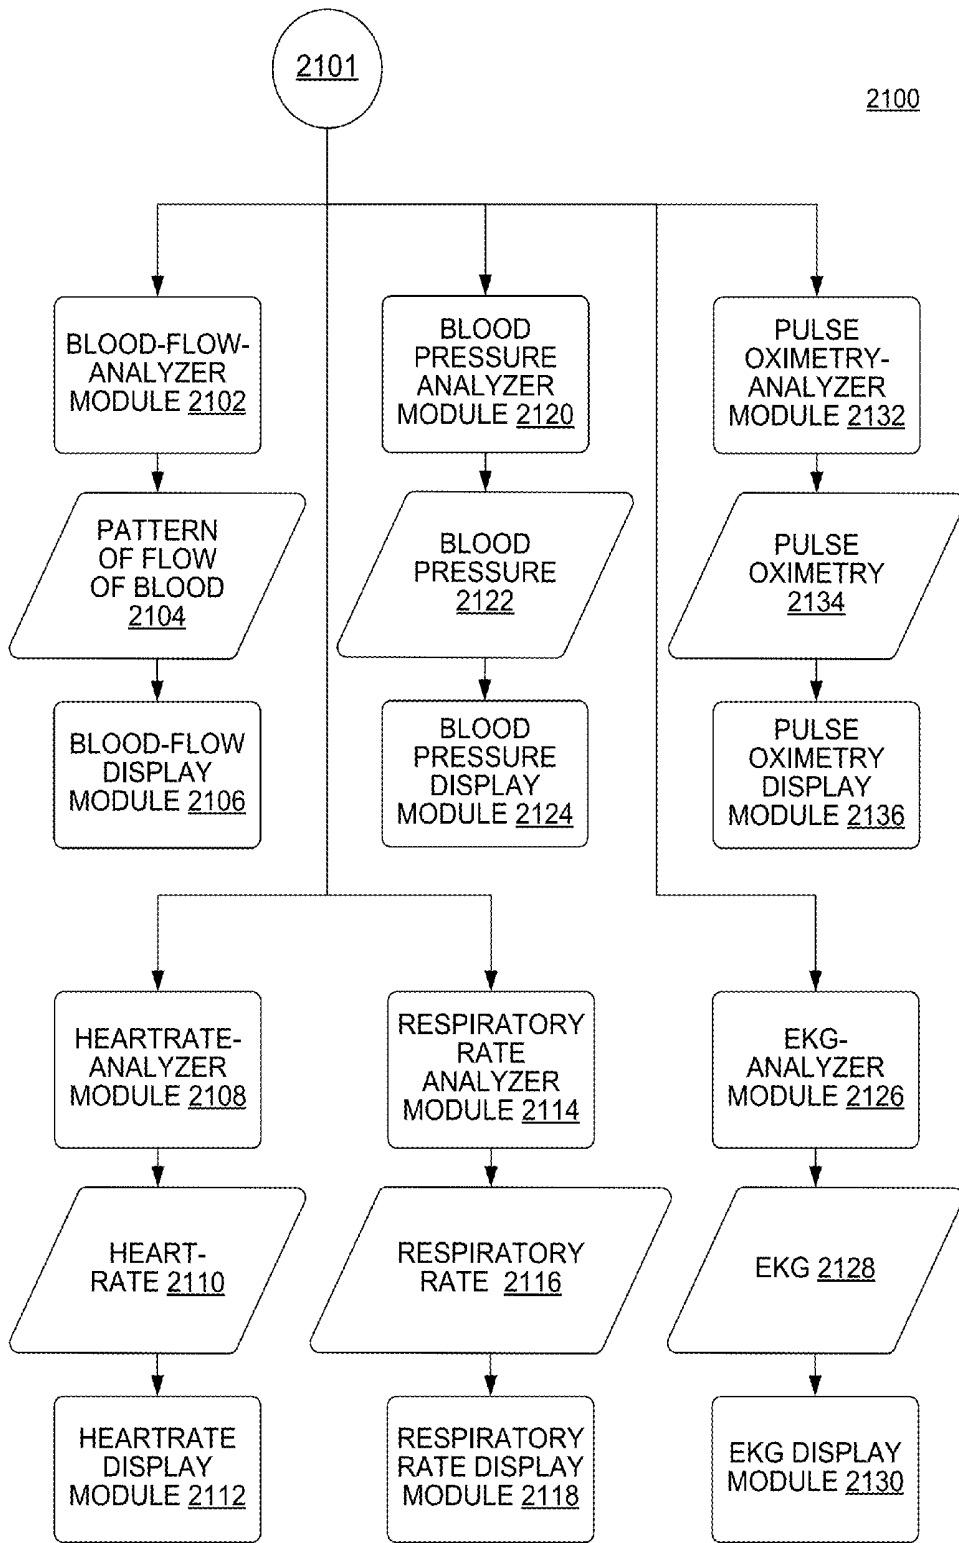 2101
2100
BLOOD-FLOW-
ANALYZER
MODULE 2102
BLOOD
PRESSURE
ANALYZER
MODULE 2120
PULSE
OXIMETRY-
ANALYZER
MODULE 2132
PATTERN
OF FLOW
OF BLOOD
2104
BLOOD
PRESSURE
2122
PULSE
OXIMETRY
2134
BLOOD-FLOW
DISPLAY
MODULE 2106
BLOOD
PRESSURE
DISPLAY
MODULE 2124
PULSE
OXIMETRY
DISPLAY
MODULE 2136
HEARTRATE-
ANALYZER
MODULE 2108
RESPIRATORY
RATE
ANALYZER
MODULE 2114
EKG-
ANALYZER
MODULE 2126
HEART-
RATE 2110
RESPIRATORY
RATE 2116
EKG 2128
HEARTRATE
DISPLAY
MODULE 2112
RESPIRATORY
RATE DISPLAY
MODULE 2118
EKG DISPLAY
MODULE 2130